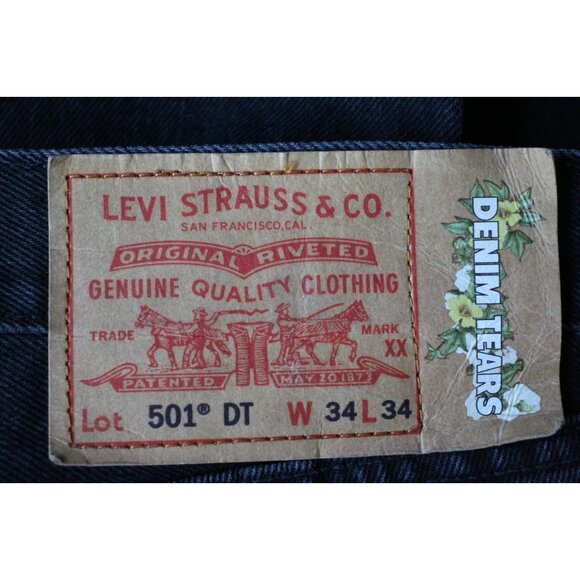 LEVI STRAUSS & CO.
SAN FRANCISCO, CAL.
ORIGINAL RIVETED
GENUINE QUALITY CLOTHING
TRADE MARK
XX
PATENTED MAY 20 1873
Lot 501® DT W 34 L 34
DENIM TEARS